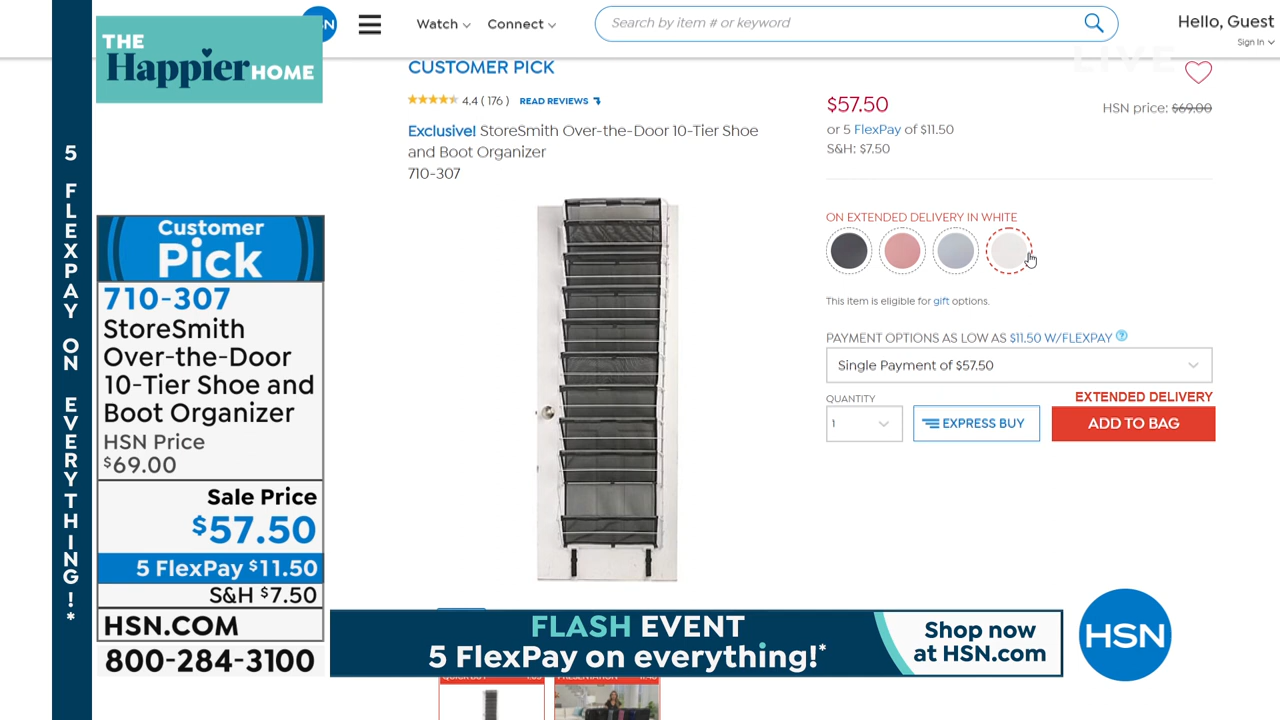 THE
Happier HOME
HSN
Watch
Connect
Search by item # or keyword
Hello, Guest
Sign In
LIVE
5 FLEXPAY ON EVERYTHING!*
Customer
Pick
710-307
StoreSmith
Over-the-Door
10-Tier Shoe and
Boot Organizer
HSN Price
$69.00
Sale Price
$57.50
5 FlexPay $11.50
S&H $7.50
HSN.COM
800-284-3100
CUSTOMER PICK
4.4 ( 176 ) READ REVIEWS
Exclusive! StoreSmith Over-the-Door 10-Tier Shoe
and Boot Organizer
710-307
$57.50
HSN price: $69.00
or 5 FlexPay of $11.50
S&H: $7.50
ON EXTENDED DELIVERY IN WHITE
This item is eligible for gift options.
PAYMENT OPTIONS AS LOW AS $11.50 W/FLEXPAY ?
Single Payment of $57.50
QUANTITY
EXTENDED DELIVERY
1
EXPRESS BUY
ADD TO BAG
FLASH EVENT
5 FlexPay on everything!*
Shop now
at HSN.com
HSN